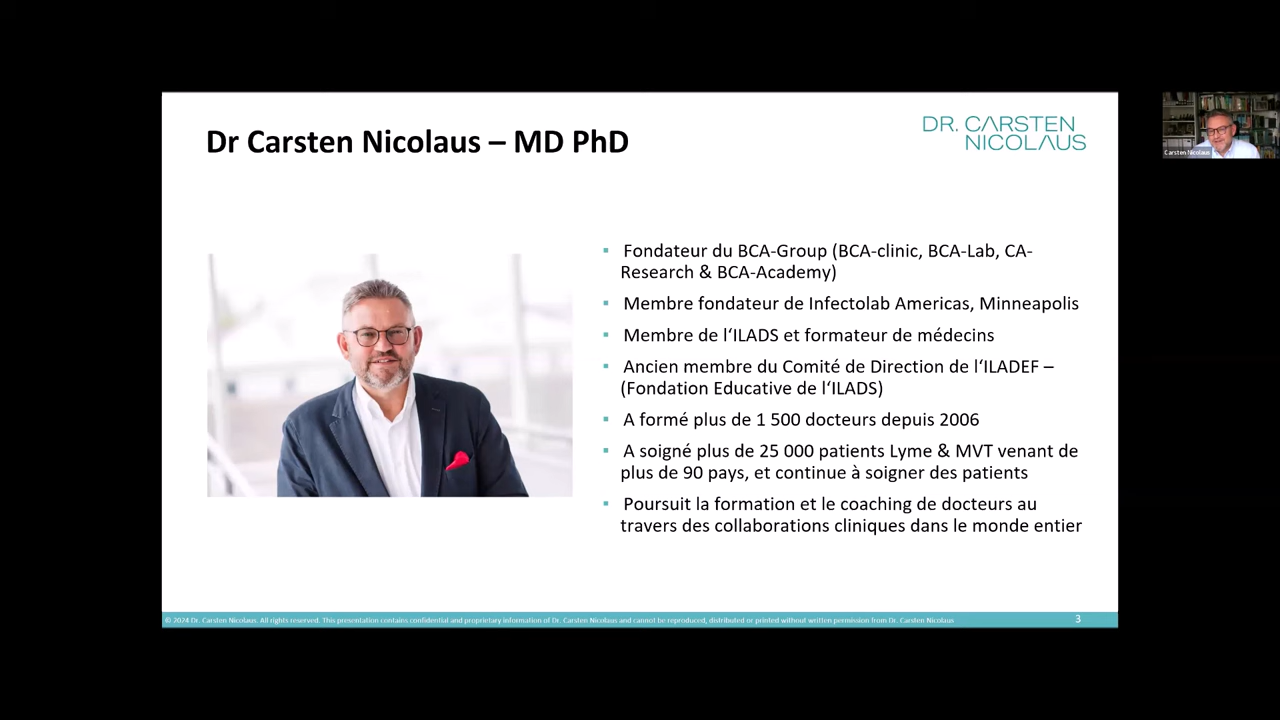 Dr Carsten Nicolaus – MD PhD
DR. CARSTEN
NICOLAUS
Carsten Nicolaus
▪ Fondateur du BCA-Group (BCA-clinic, BCA-Lab, CA-
Research & BCA-Academy)
▪ Membre fondateur de Infectolab Americas, Minneapolis
▪ Membre de l‘ILADS et formateur de médecins
▪ Ancien membre du Comité de Direction de l‘ILADEF –
(Fondation Educative de l‘ILADS)
▪ A formé plus de 1 500 docteurs depuis 2006
▪ A soigné plus de 25 000 patients Lyme & MVT venant de
plus de 90 pays, et continue à soigner des patients
▪ Poursuit la formation et le coaching de docteurs au
travers des collaborations cliniques dans le monde entier
© 2024 Dr. Carsten Nicolaus. All rights reserved. This presentation contains confidential and proprietary information of Dr. Carsten Nicolaus and cannot be reproduced, distributed or printed without written permission from Dr. Carsten Nicolaus
3